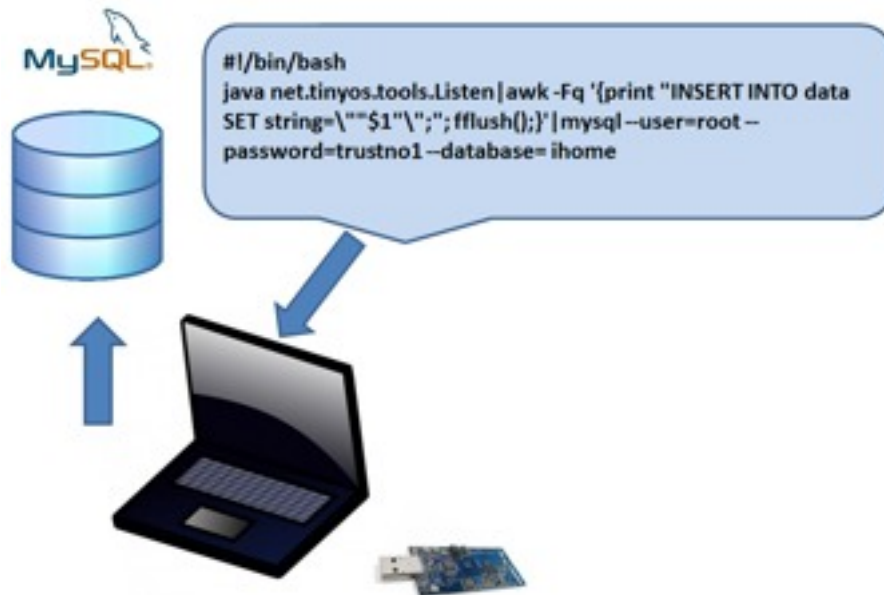 MySQL®
#!/bin/bash
java net.tinyos.tools.Listen|awk -Fq '{print "INSERT INTO data
SET string=\""$1"\";"; fflush();}'|mysql --user=root --
password=trustno1 --database= ihome